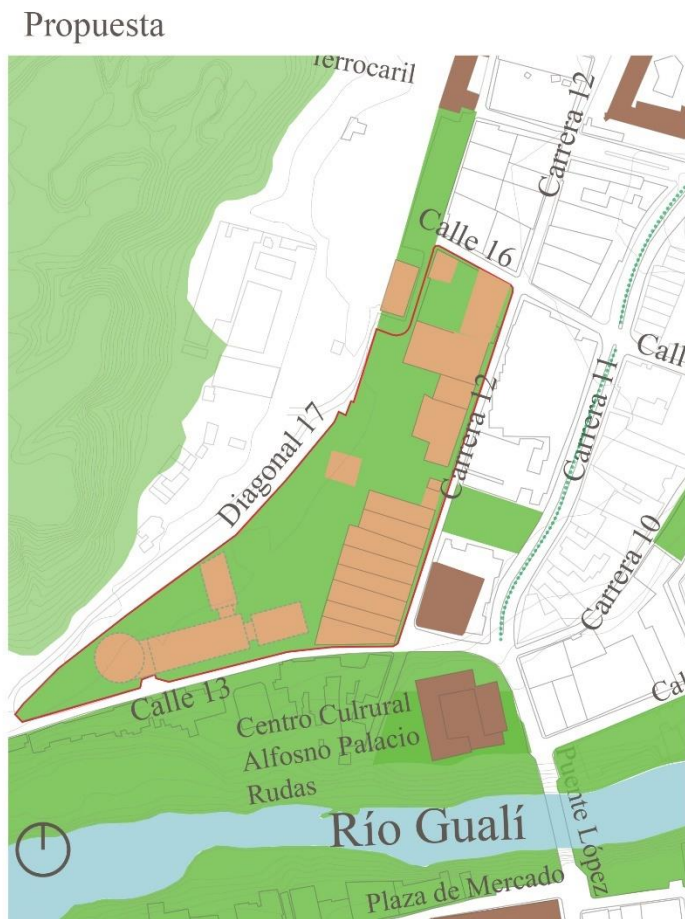 Propuesta
ferrocaril
Carrera 12
Calle 16
Carrera 12
Carrera 11
Calle
Diagonal 17
Carrera 10
Calle 13
Centro Culrural
Alfosno Palacio
Rudas
Cal
Puente López
Río Gualí
Plaza de Mercado